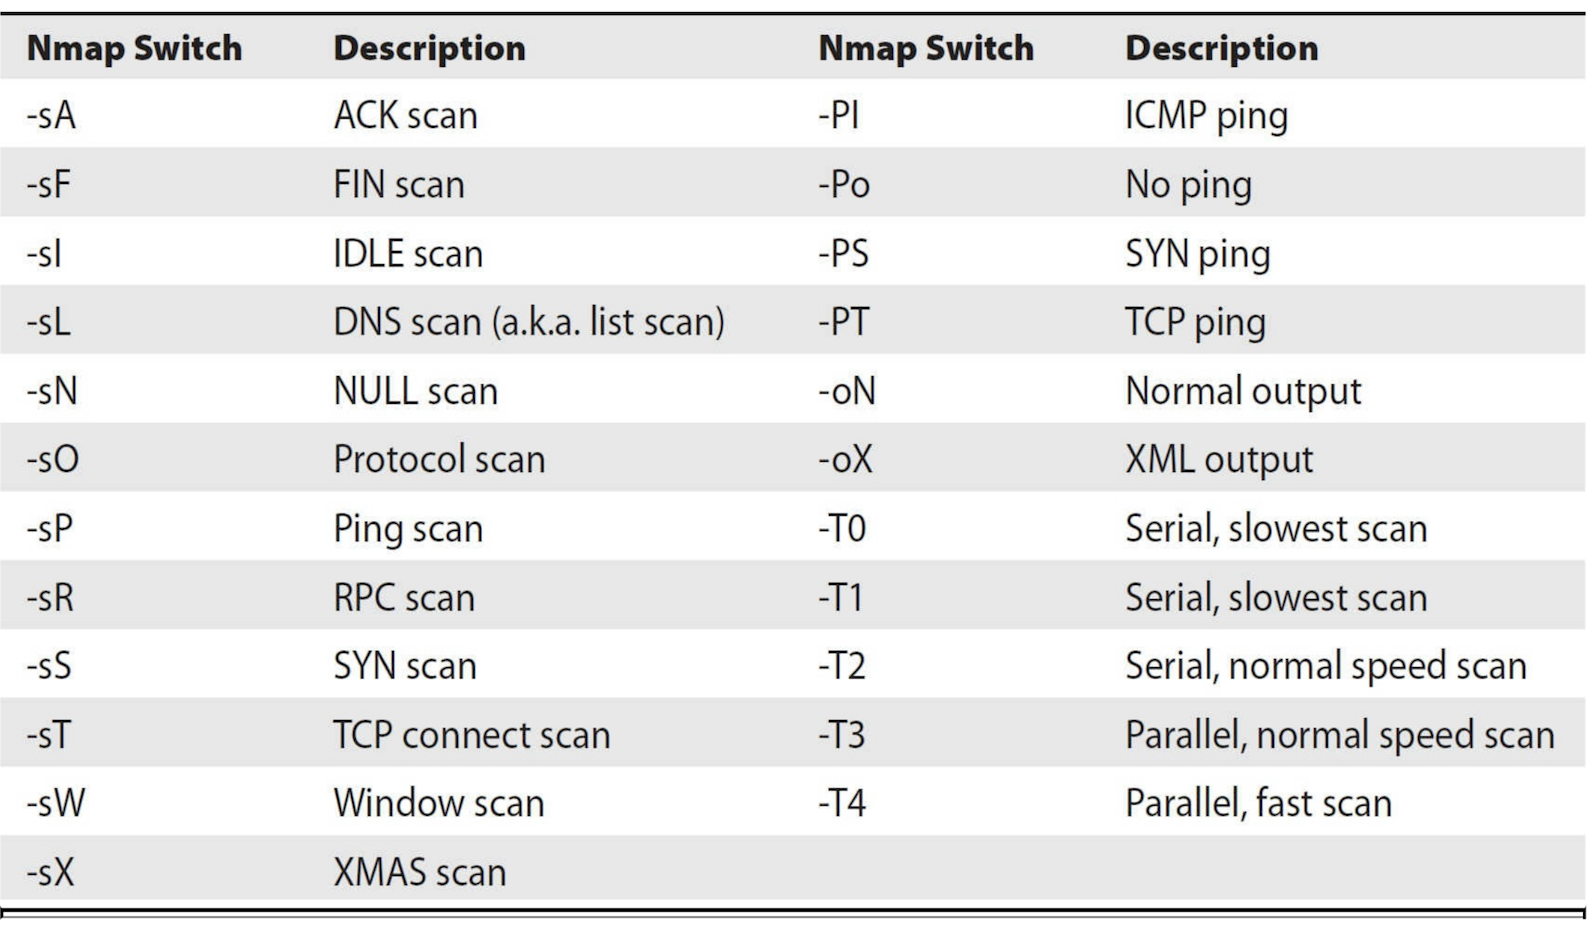 Nmap Switch Description Nmap Switch Description
-sA ACK scan -PI ICMP ping
-sF FIN scan -Po No ping
-sI IDLE scan -PS SYN ping
-sL DNS scan (a.k.a. list scan) -PT TCP ping
-sN NULL scan -oN Normal output
-sO Protocol scan -oX XML output
-sP Ping scan -T0 Serial, slowest scan
-sR RPC scan -T1 Serial, slowest scan
-sS SYN scan -T2 Serial, normal speed scan
-sT TCP connect scan -T3 Parallel, normal speed scan
-sW Window scan -T4 Parallel, fast scan
-sX XMAS scan